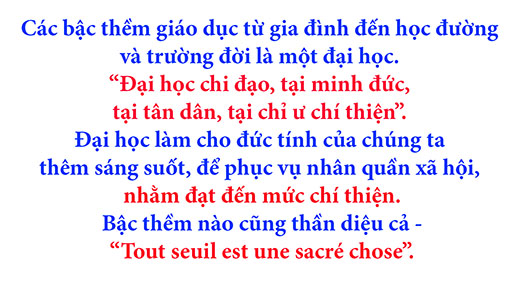 Các bậc thềm giáo dục từ gia đình đến học đường
và trường đời là một đại học.
“Đại học chi đạo, tại minh đức,
tại tân dân, tại chỉ ư chí thiện”.
Đại học làm cho đức tính của chúng ta
thêm sáng suốt, để phục vụ nhân quần xã hội,
nhằm đạt đến mức chí thiện.
Bậc thềm nào cũng thần diệu cả -
“Tout seuil est une sacré chose”.